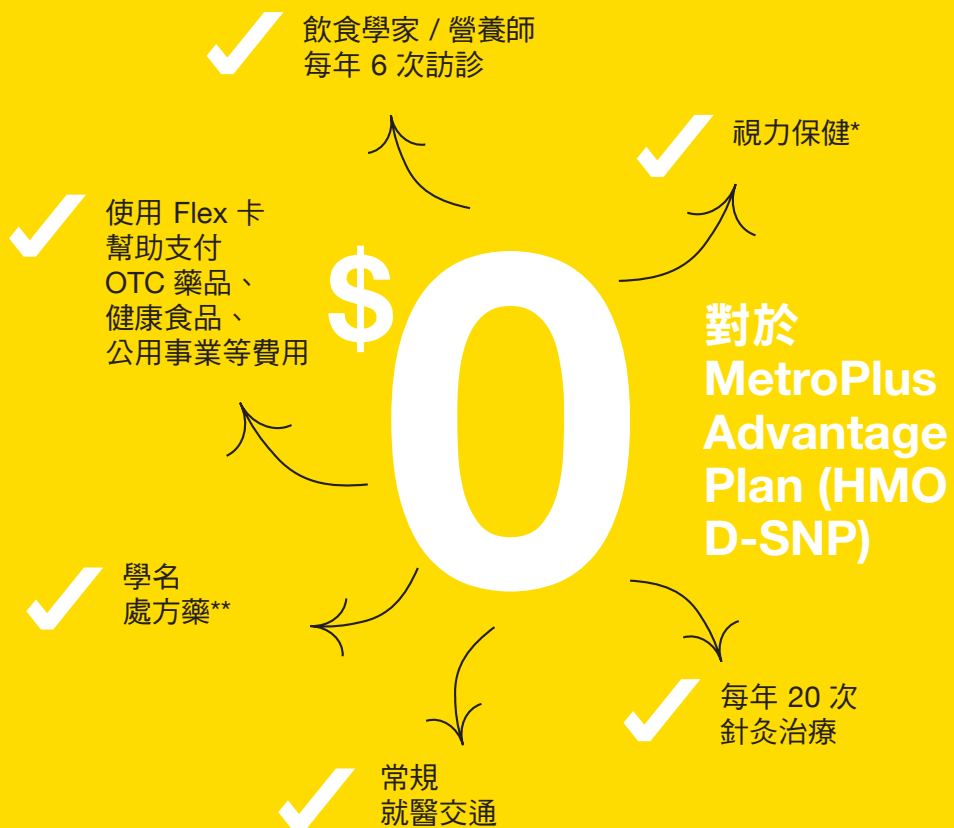 飲食學家 / 營養師
每年 6 次訪診
視力保健*
使用 Flex 卡
幫助支付
OTC 藥品、
健康食品、
公用事業等費用
$0
對於
MetroPlus
Advantage
Plan (HMO
D-SNP)
學名
處方藥**
每年 20 次
針灸治療
常規
就醫交通